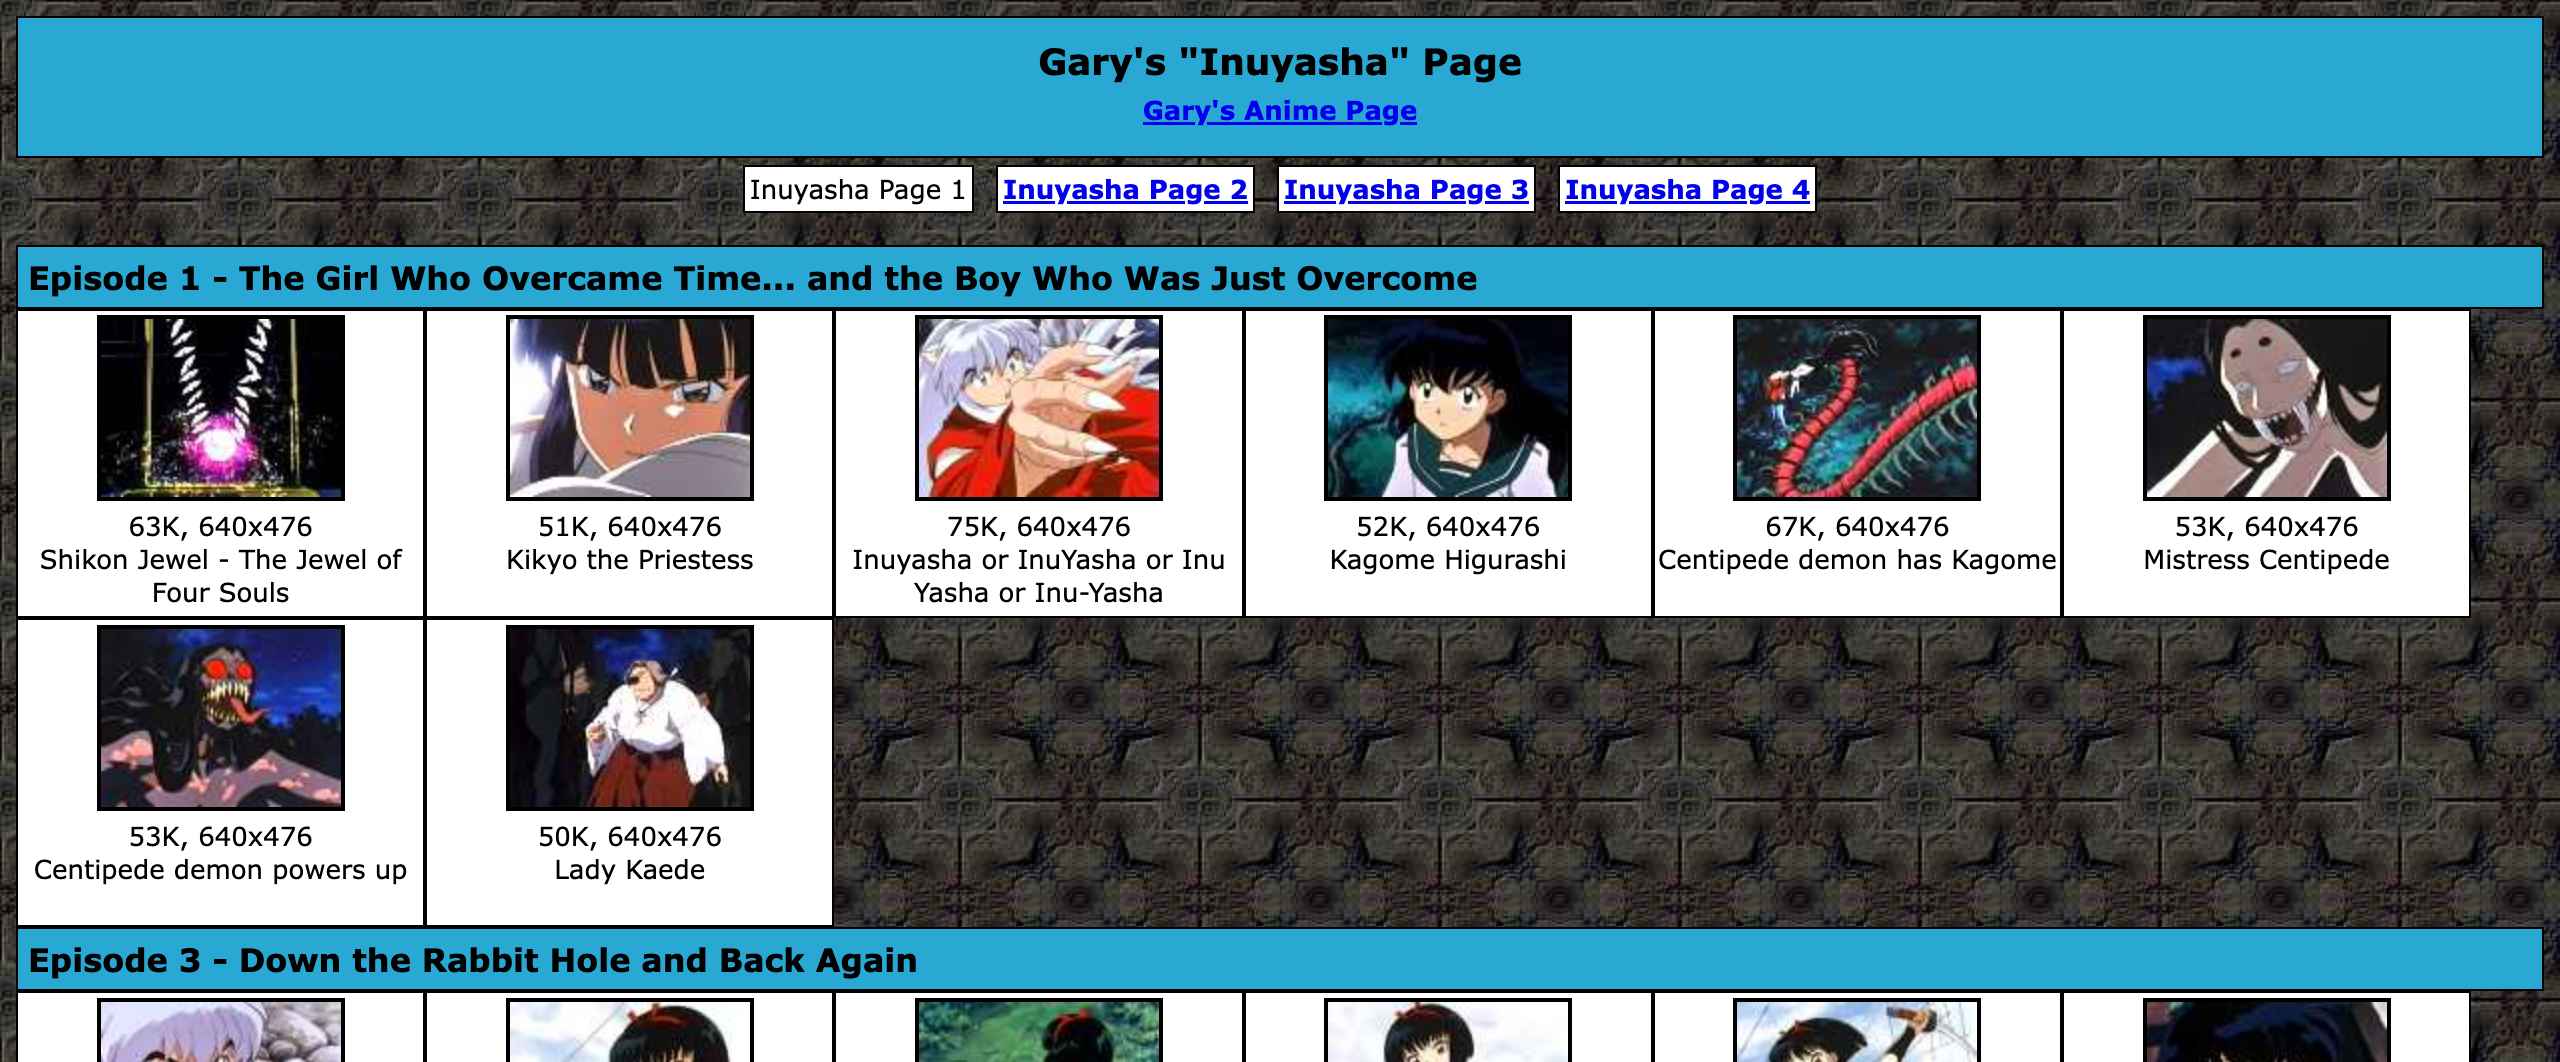 Gary's "Inuyasha" Page
Gary's Anime Page
Inuyasha Page 1
Inuyasha Page 2
Inuyasha Page 3
Inuyasha Page 4
Episode 1 - The Girl Who Overcame Time... and the Boy Who Was Just Overcome
63K, 640x476
Shikon Jewel - The Jewel of
Four Souls
51K, 640x476
Kikyo the Priestess
75K, 640x476
Inuyasha or InuYasha or Inu
Yasha or Inu-Yasha
52K, 640x476
Kagome Higurashi
67K, 640x476
Centipede demon has Kagome
53K, 640x476
Mistress Centipede
53K, 640x476
Centipede demon powers up
50K, 640x476
Lady Kaede
Episode 3 - Down the Rabbit Hole and Back Again